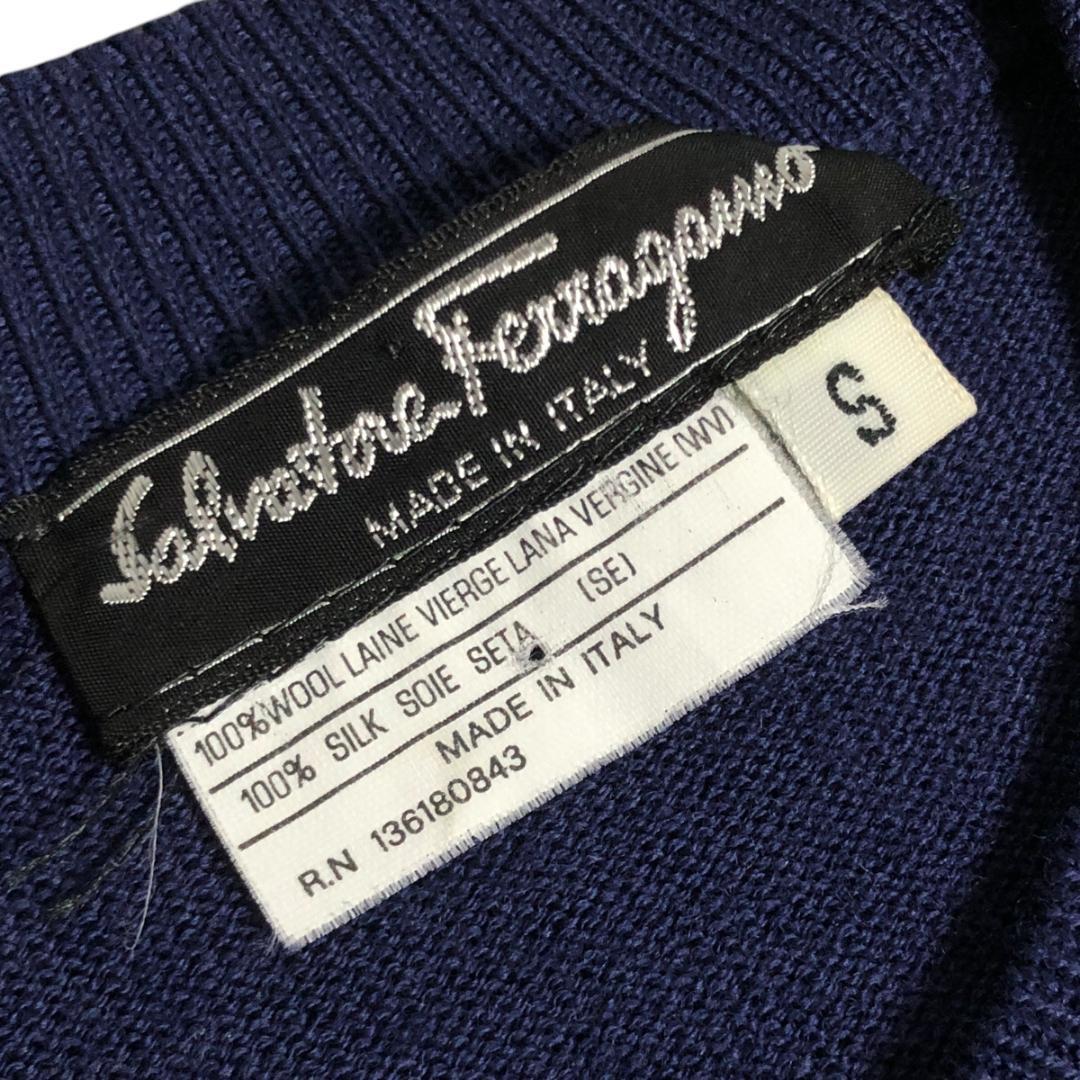 Salvatore Ferragamo
MADE IN ITALY
S
100%WOOL LAINE VIERGE LANA VERGINE (WV)
100% SILK SOIE SETA (SE)
MADE IN ITALY
R.N 136180843